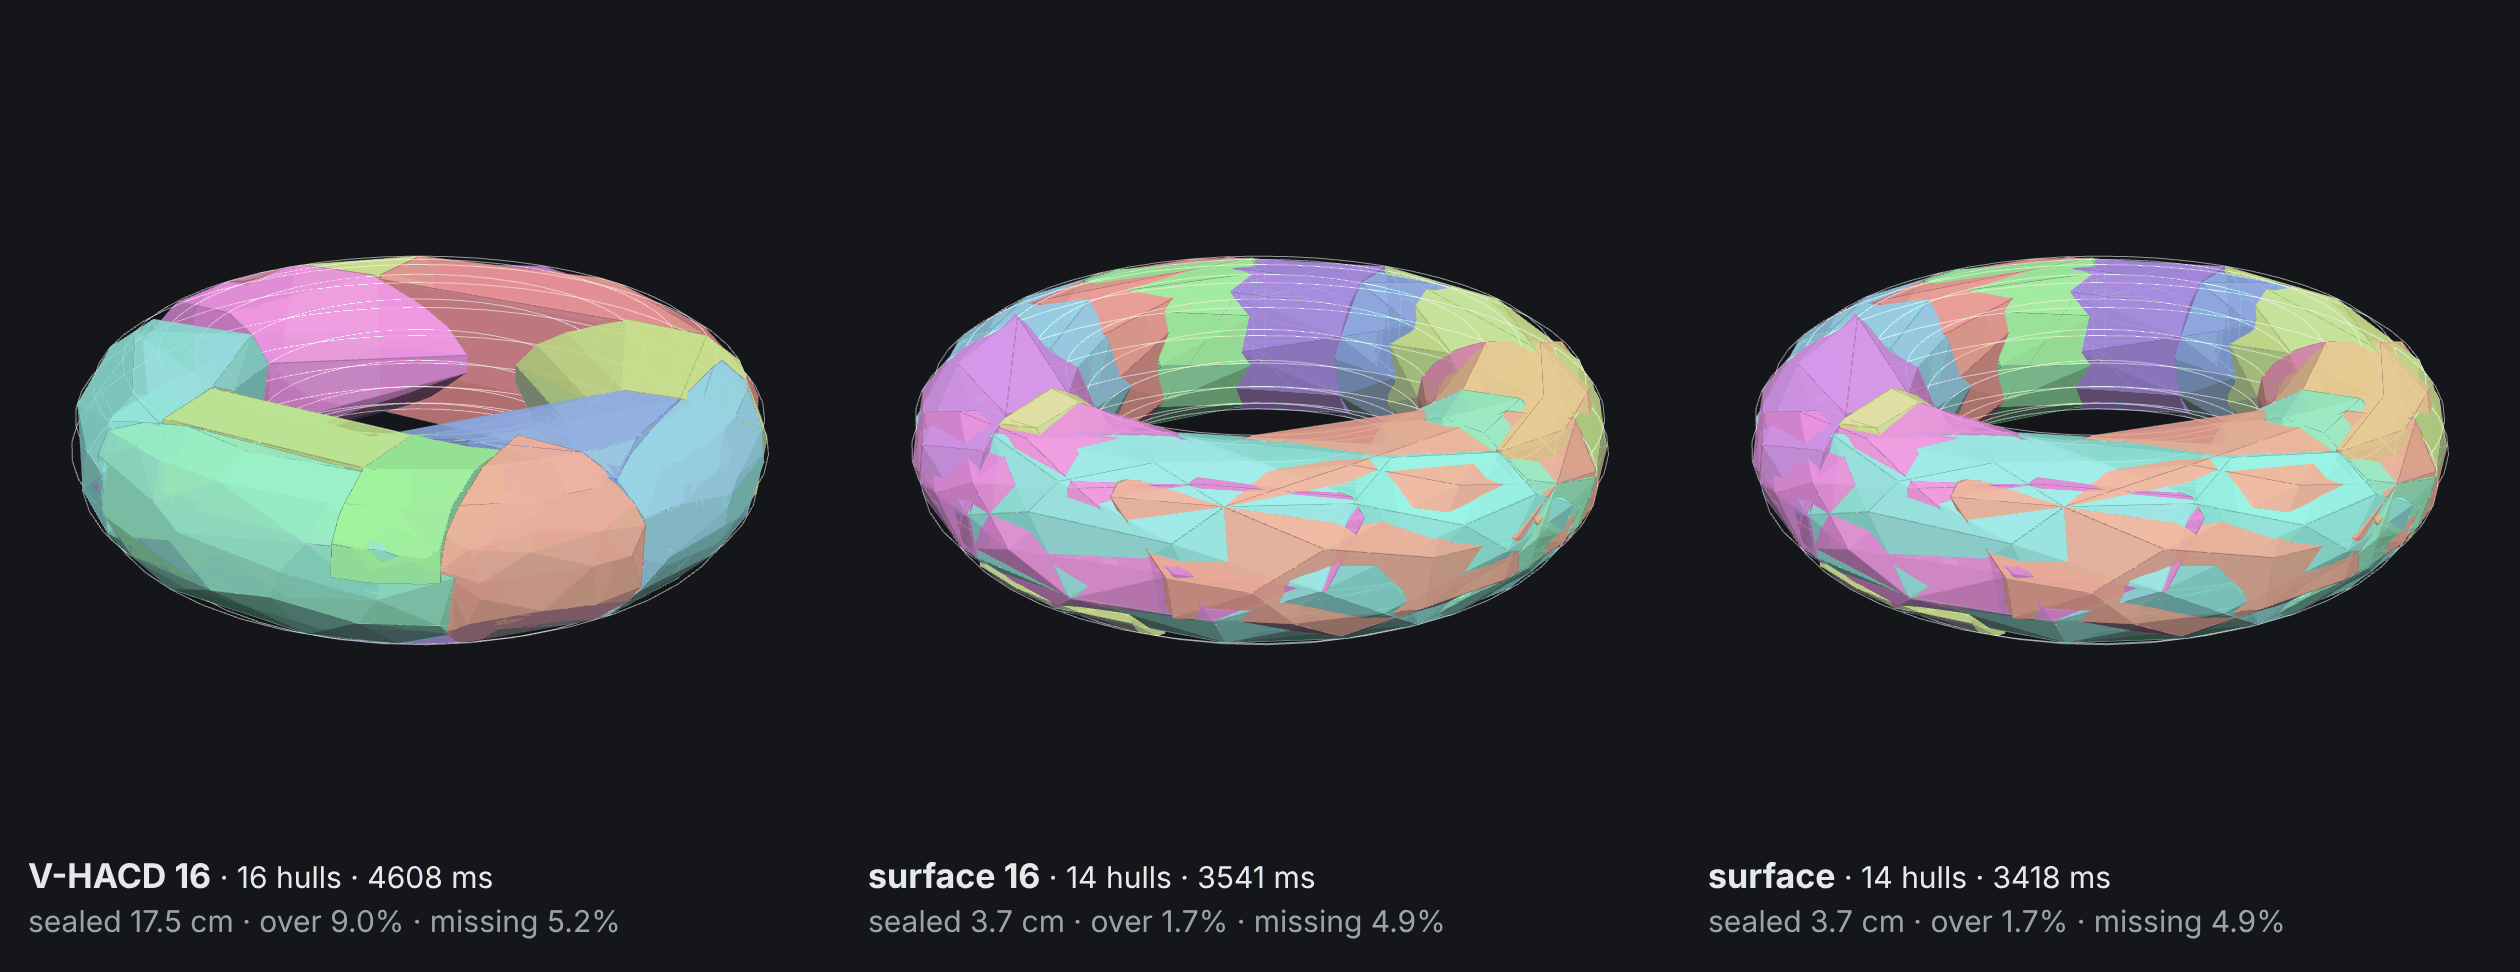 V-HACD 16 · 16 hulls · 4608 ms
sealed 17.5 cm · over 9.0% · missing 5.2%
surface 16 · 14 hulls · 3541 ms
sealed 3.7 cm · over 1.7% · missing 4.9%
surface · 14 hulls · 3418 ms
sealed 3.7 cm · over 1.7% · missing 4.9%